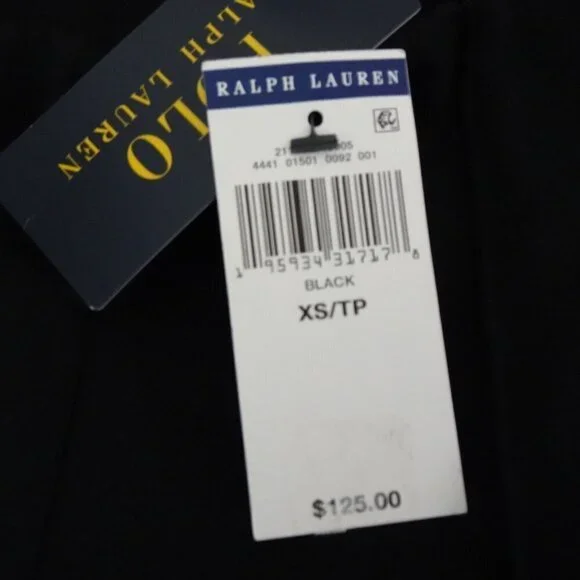 POLO
RALPH LAUREN
RALPH LAUREN
4441 01501 0092 001
1 95934 31717 8
BLACK
XS/TP
$125.00